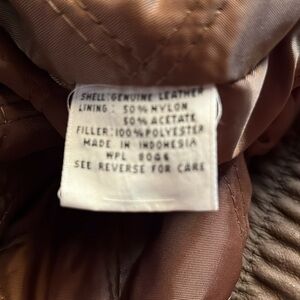 SHELL: GENUINE LEATHER
LINING: 50% NYLON
50% ACETATE
FILLER: 100% POLYESTER
MADE IN INDONESIA
WPL 8046
SEE REVERSE FOR CARE